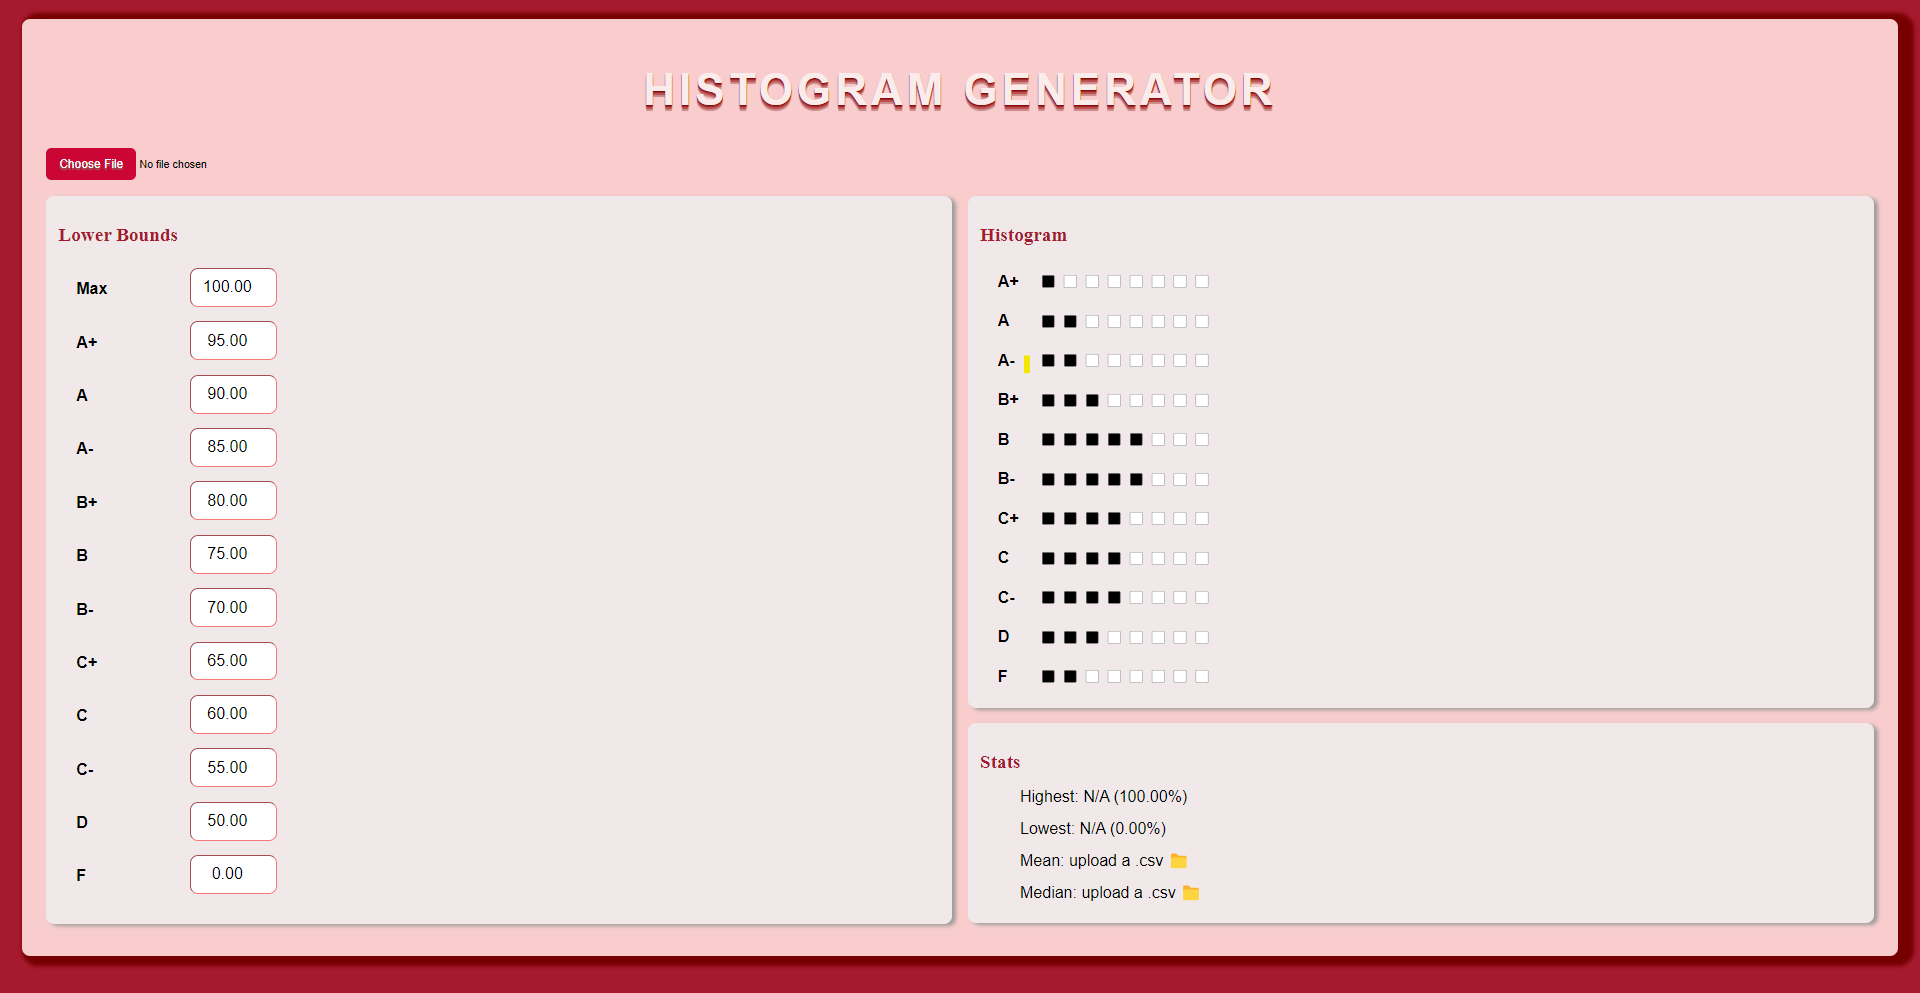 HISTOGRAM GENERATOR
Choose File No file chosen
Lower Bounds
Max 100.00
A+ 95.00
A 90.00
A- 85.00
B+ 80.00
B 75.00
B- 70.00
C+ 65.00
C 60.00
C- 55.00
D 50.00
F 0.00
Histogram
A+
A
A-
B+
B
B-
C+
C
C-
D
F
Stats
Highest: N/A (100.00%)
Lowest: N/A (0.00%)
Mean: upload a .csv
Median: upload a .csv